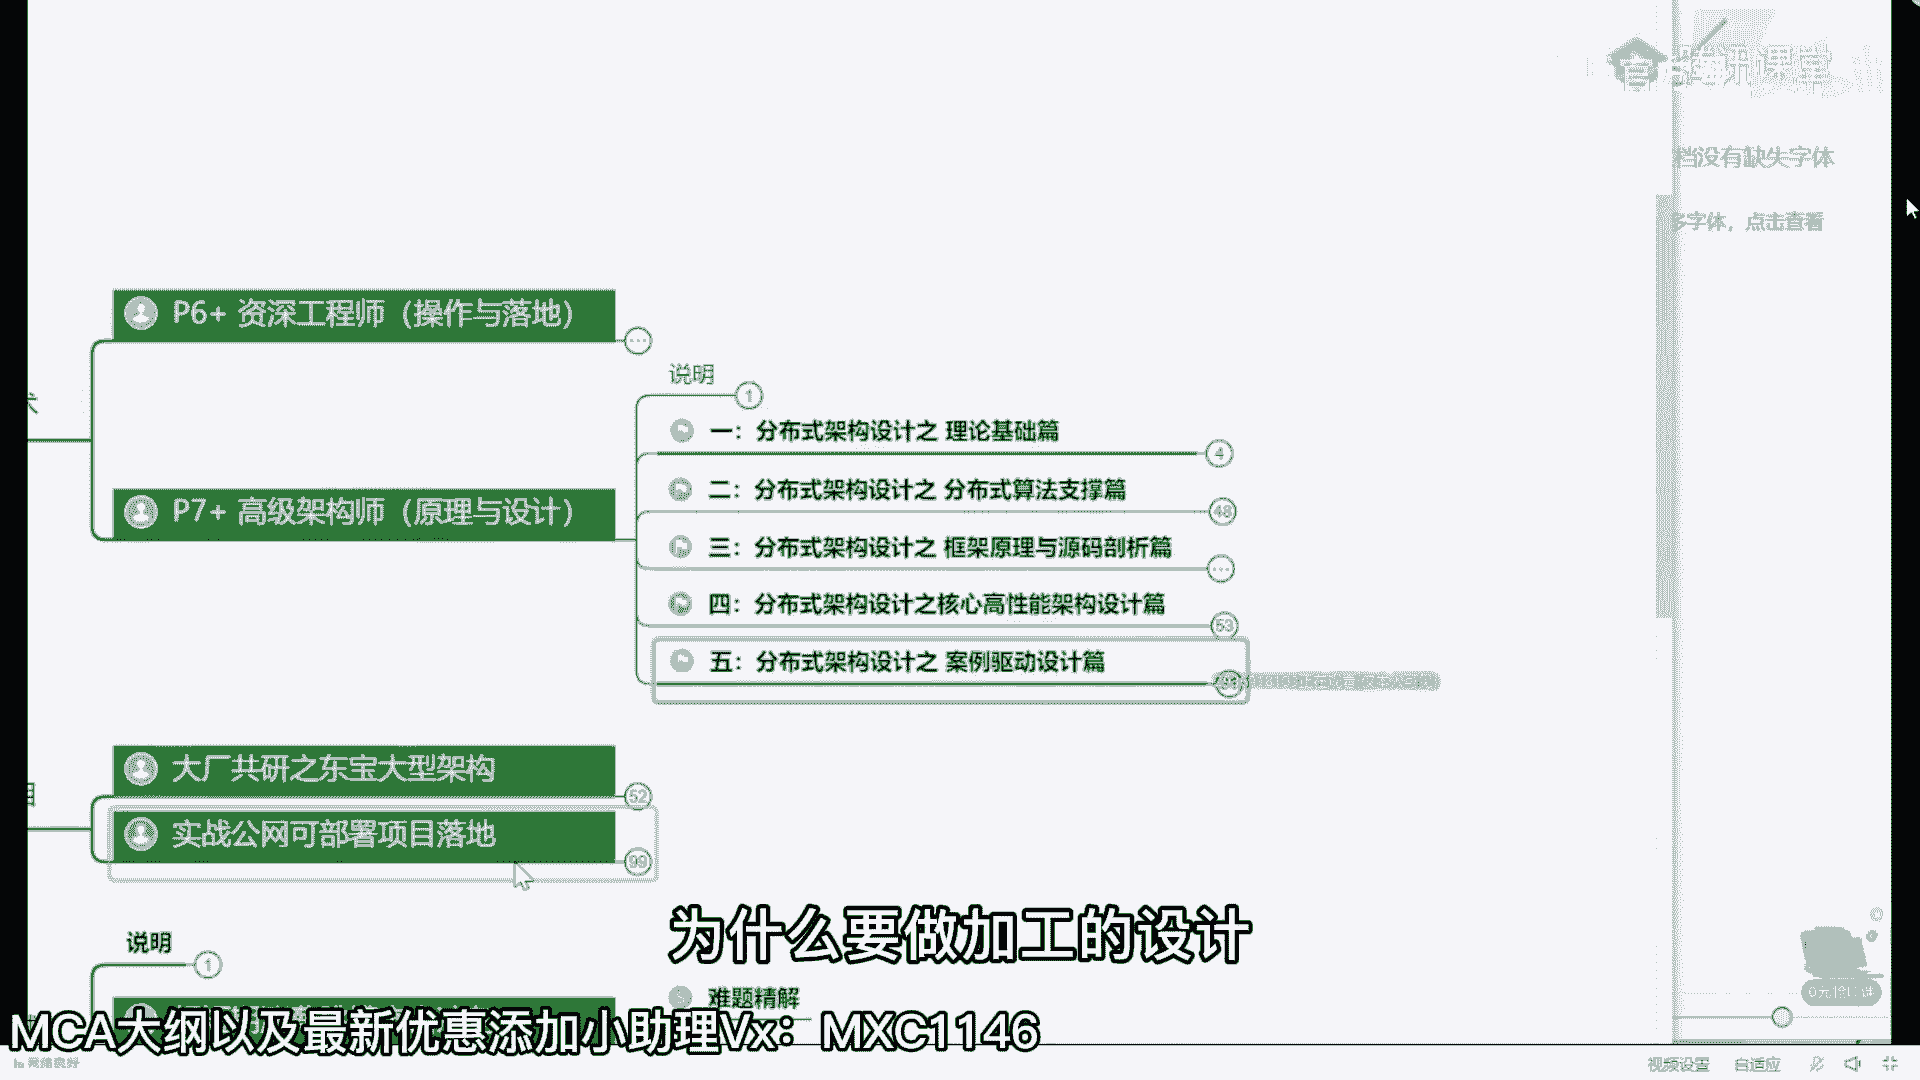 腾讯课堂
档没有缺失字体
多字体，点击查看
P6+ 资深工程师（操作与落地）
说明
1
一：分布式架构设计之 理论基础篇
4
二：分布式架构设计之 分布式算法支撑篇
48
P7+ 高级架构师（原理与设计）
三：分布式架构设计之 框架原理与源码剖析篇
四：分布式架构设计之核心高性能架构设计篇
53
五：分布式架构设计之 案例驱动设计篇
大厂共研之东宝大型架构
52
实战公网可部署项目落地
99
为什么要做加工的设计
说明
1
难题精解
MCA大纲以及最新优惠添加小助理Vx：MXC1146
网络良好
视频设置 自适应